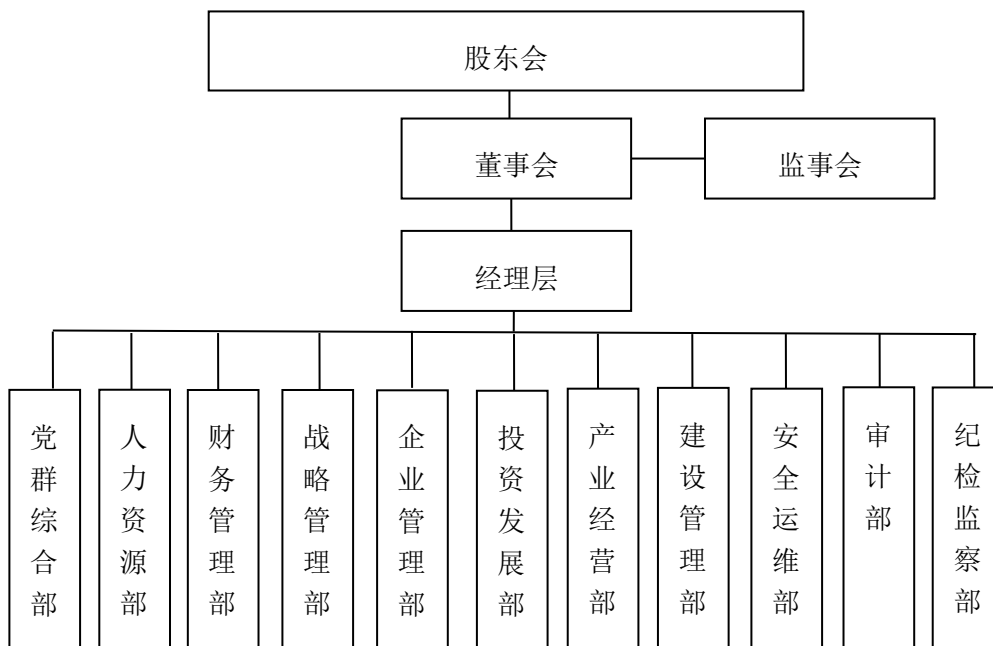 股东会
董事会
监事会
经理层
党群综合部
人力资源部
财务管理部
战略管理部
企业管理部
投资发展部
产业经营部
建设管理部
安全运维部
审计部
纪检监察部